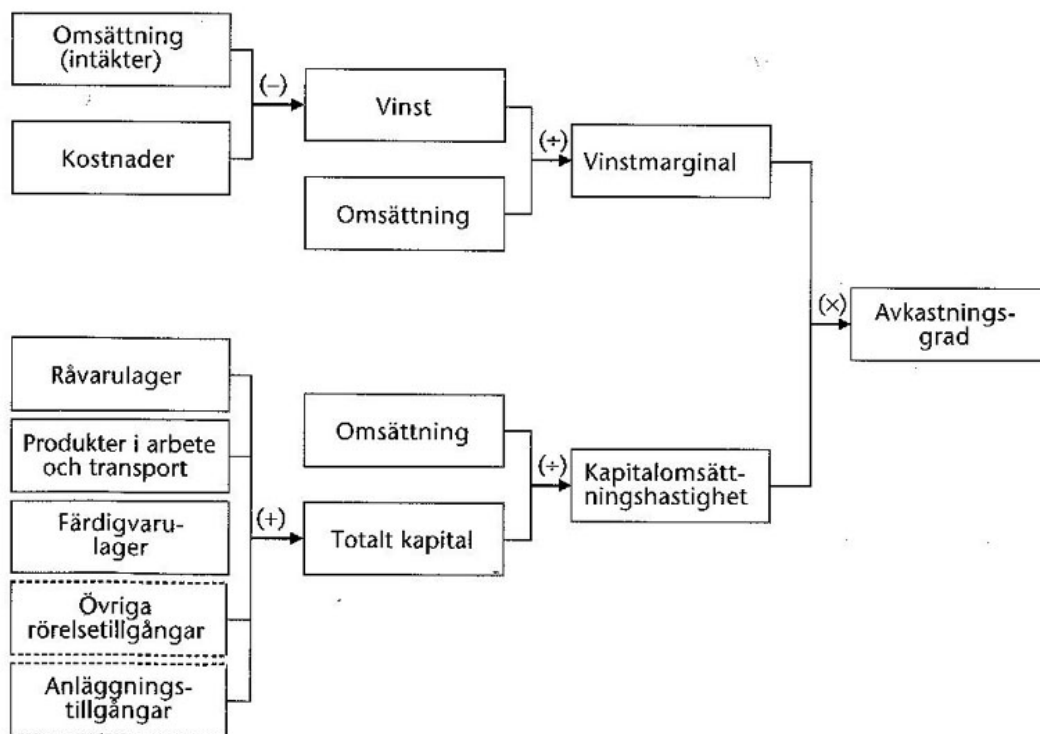 Omsättning
(intäkter)
(−)
Vinst
Kostnader
(÷)
Vinstmarginal
Omsättning
(×)
Avkastnings-
grad
Råvarulager
Omsättning
Produkter i arbete
och transport
(÷)
Kapitalomsätt-
ningshastighet
Färdigvaru-
lager
(+)
Totalt kapital
Övriga
rörelsetillgångar
Anläggnings-
tillgångar